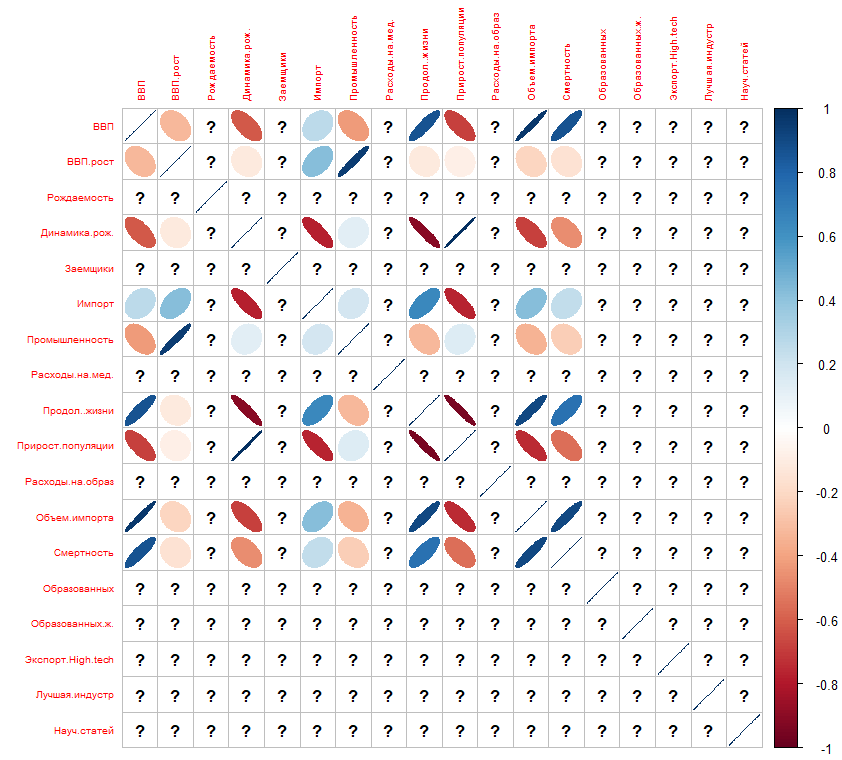 ВВП ВВП.рост Рождаемость Динамика.рож. Заемщики Импорт Промышленность Расходы.на.мед. Продол..жизни Прирост.популяции Расходы.на.образ Объем.импорта Смертность Образованных Образованных.ж. Экспорт.High.tech Лучшая.индустр Науч.статей
ВВП ? ? ? ? ? ? ? ? ?
ВВП.рост ? ? ? ? ? ? ? ? ?
Рождаемость ? ? ? ? ? ? ? ? ? ? ? ? ? ? ? ? ?
Динамика.рож. ? ? ? ? ? ? ? ? ?
Заемщики ? ? ? ? ? ? ? ? ? ? ? ? ? ? ? ? ?
Импорт ? ? ? ? ? ? ? ? ?
Промышленность ? ? ? ? ? ? ? ? ?
Расходы.на.мед. ? ? ? ? ? ? ? ? ? ? ? ? ? ? ? ? ?
Продол..жизни ? ? ? ? ? ? ? ? ?
Прирост.популяции ? ? ? ? ? ? ? ? ?
Расходы.на.образ ? ? ? ? ? ? ? ? ? ? ? ? ? ? ? ? ?
Объем.импорта ? ? ? ? ? ? ? ? ?
Смертность ? ? ? ? ? ? ? ? ?
Образованных ? ? ? ? ? ? ? ? ? ? ? ? ? ? ? ? ?
Образованных.ж. ? ? ? ? ? ? ? ? ? ? ? ? ? ? ? ? ?
Экспорт.High.tech ? ? ? ? ? ? ? ? ? ? ? ? ? ? ? ? ?
Лучшая.индустр ? ? ? ? ? ? ? ? ? ? ? ? ? ? ? ? ?
Науч.статей ? ? ? ? ? ? ? ? ? ? ? ? ? ? ? ? ?
1
0.8
0.6
0.4
0.2
0
-0.2
-0.4
-0.6
-0.8
-1